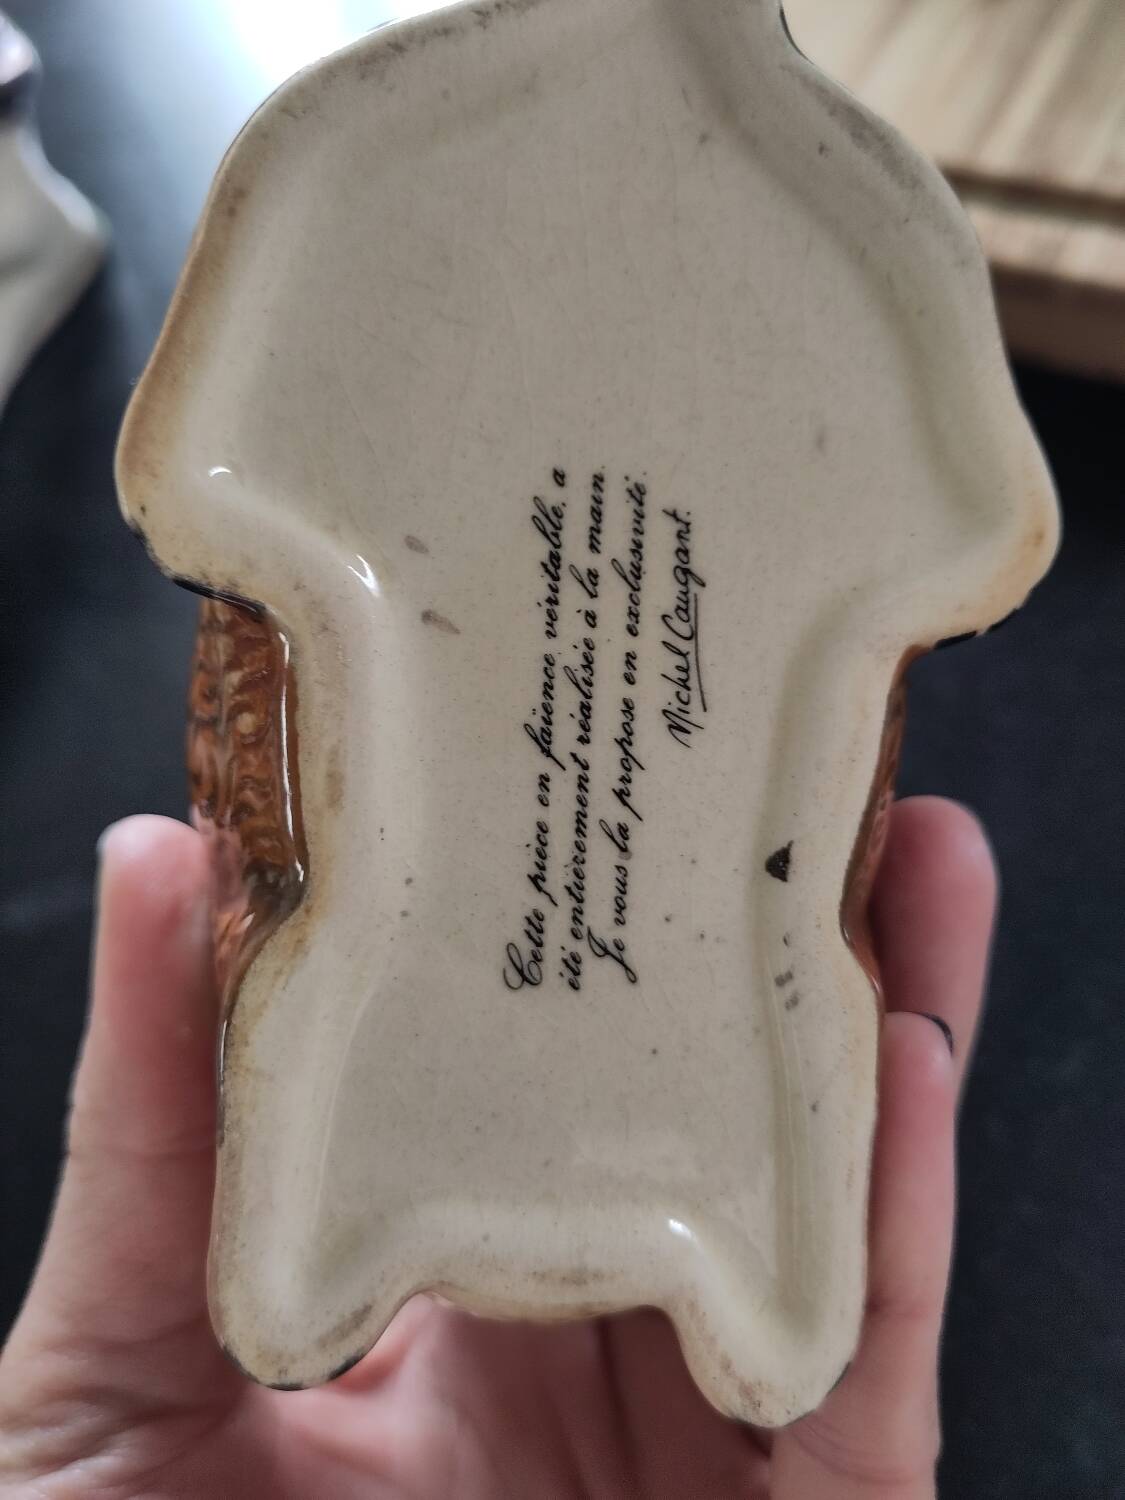 Cette pièce en faïence véritable, a
été entièrement réalisée à la main.
Je vous la propose en exclusivité.
Michel Caugant.